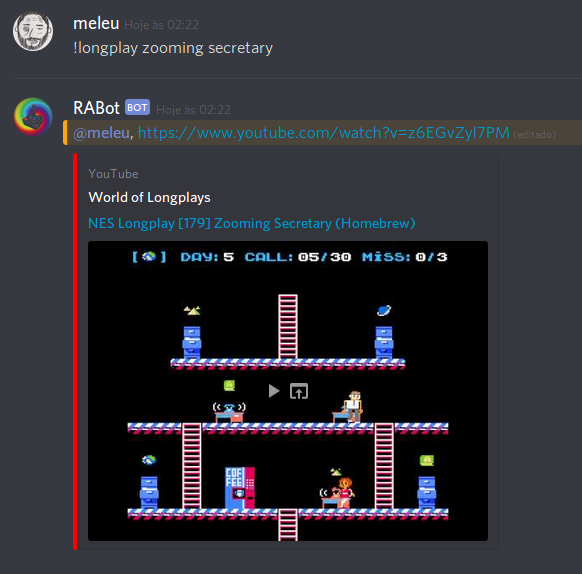 meleu Hoje às 02:22
!longplay zooming secretary
RABot BOT Hoje às 02:22
@meleu, https://www.youtube.com/watch?v=z6EGvZyl7PM (editado)
YouTube
World of Longplays
NES Longplay [179] Zooming Secretary (Homebrew)
[ ] DAY: 5 CALL: 05/30 MISS: 0/3
COF
FEE